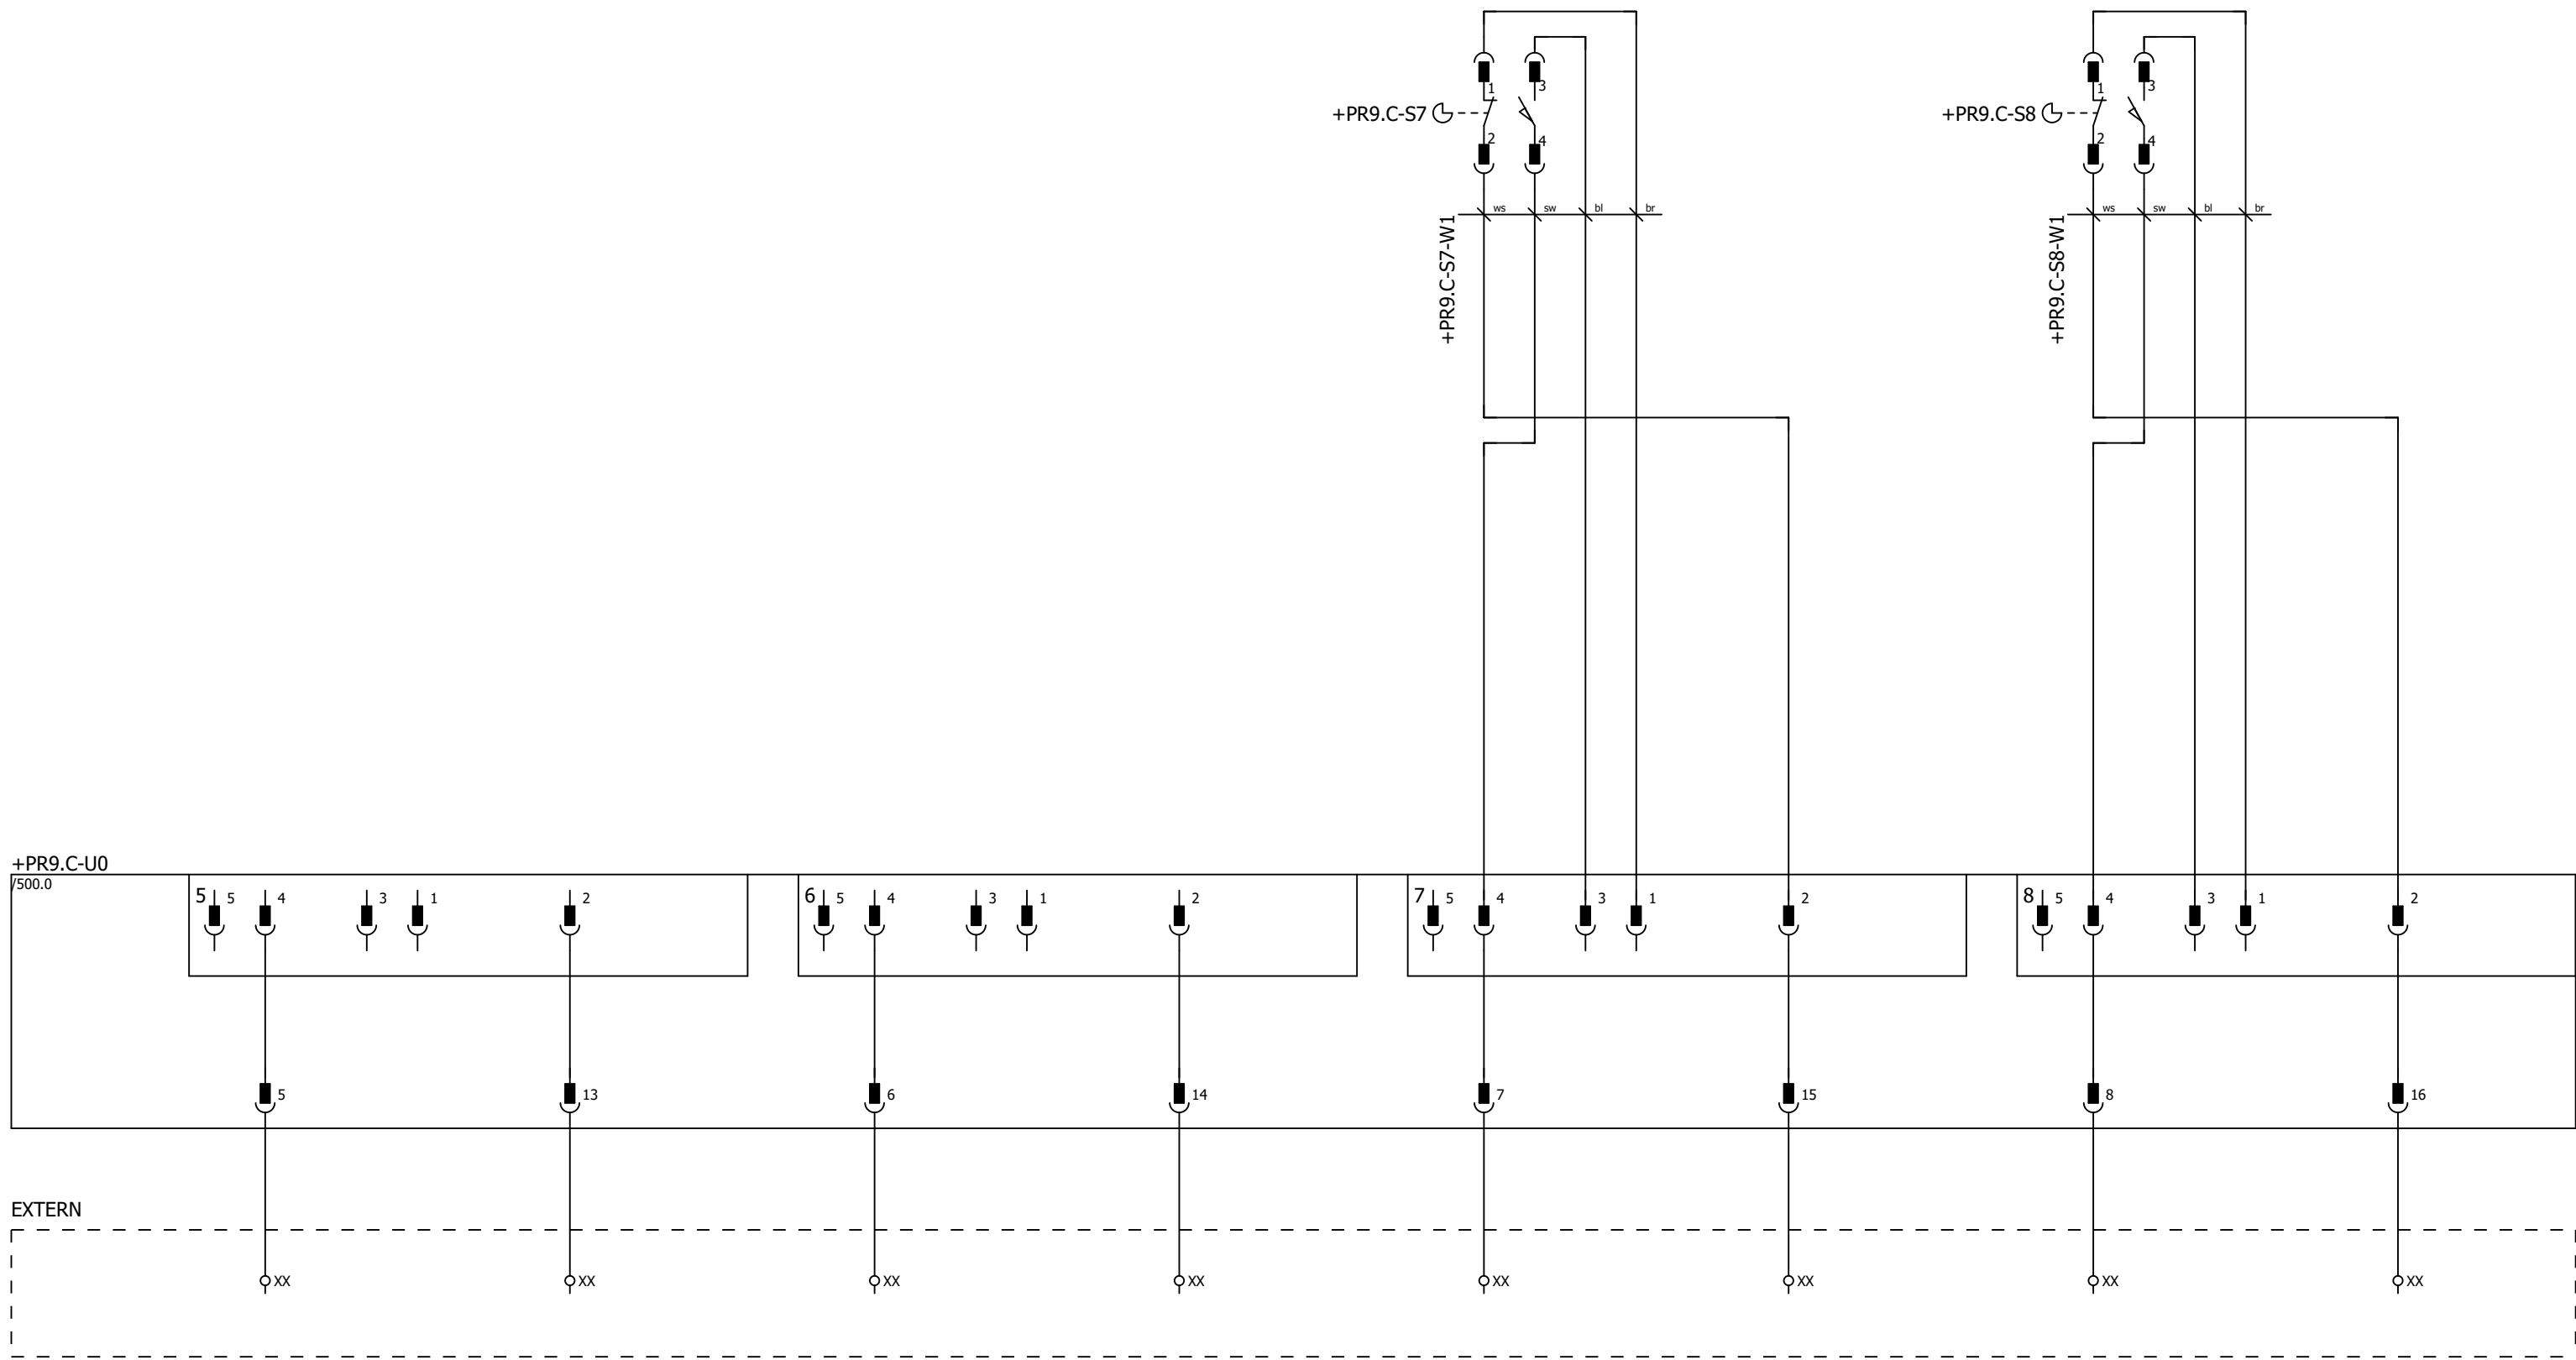 1 3 1 3
+PR9.C-S7 +PR9.C-S8
2 4 2 4
ws sw bl br ws sw bl br
+PR9.C-S7-W1 +PR9.C-S8-W1
+PR9.C-U0
/500.0
5 5 4 3 1 2 6 5 4 3 1 2 7 5 4 3 1 2 8 5 4 3 1 2
5 13 6 14 7 15 8 16
EXTERN
XX XX XX XX XX XX XX XX